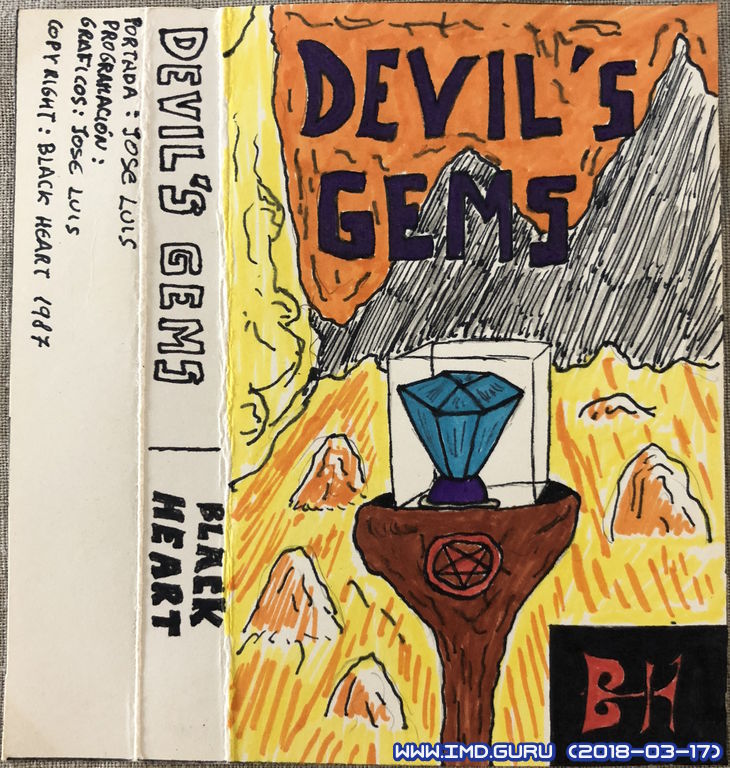 PORTADA: JOSE LUIS
PROGRAMACION:
GRAFICOS: JOSE LUIS
COPYRIGHT: BLACK HEART 1987
DEVIL'S GEMS
BLACK
HEART
DEVIL'S
GEMS
B-H
WWW.IMD.GURU (2018-03-17)